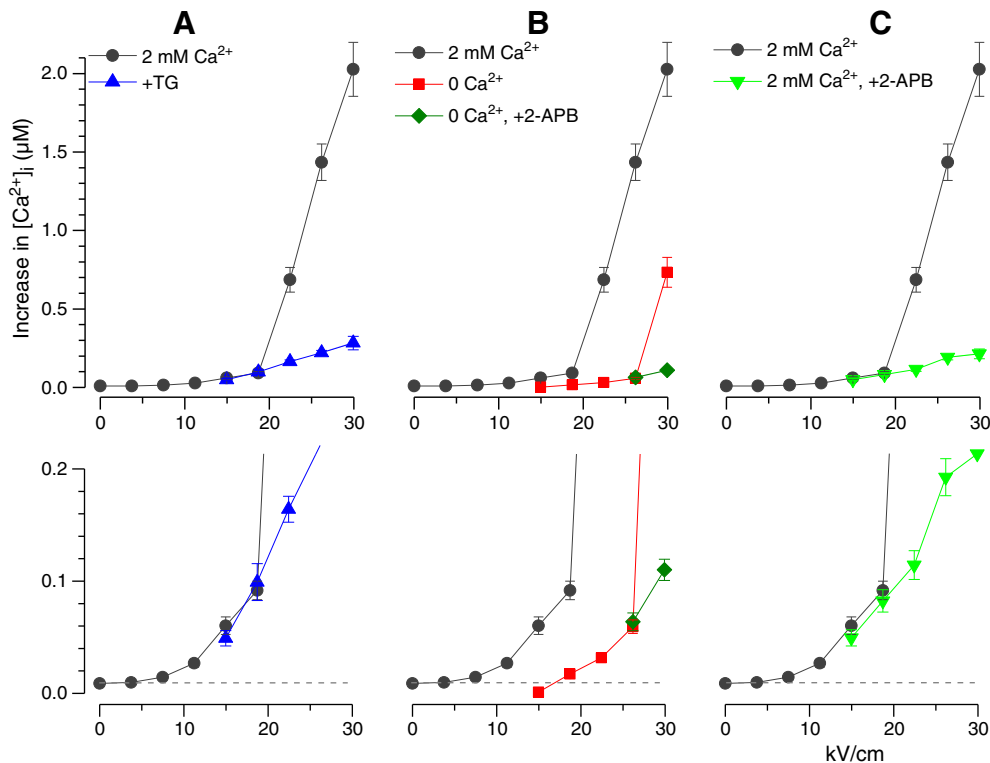 A
B
C
2 mM Ca²⁺
+TG
2 mM Ca²⁺
0 Ca²⁺
0 Ca²⁺, +2-APB
2 mM Ca²⁺
2 mM Ca²⁺, +2-APB
Increase in [Ca²⁺]ᵢ (µM)
2.0
1.5
1.0
0.5
0.0
0 10 20 30
0 10 20 30
0 10 20 30
0.2
0.1
0.0
0 10 20 30
0 10 20 30
0 10 20 30
kV/cm